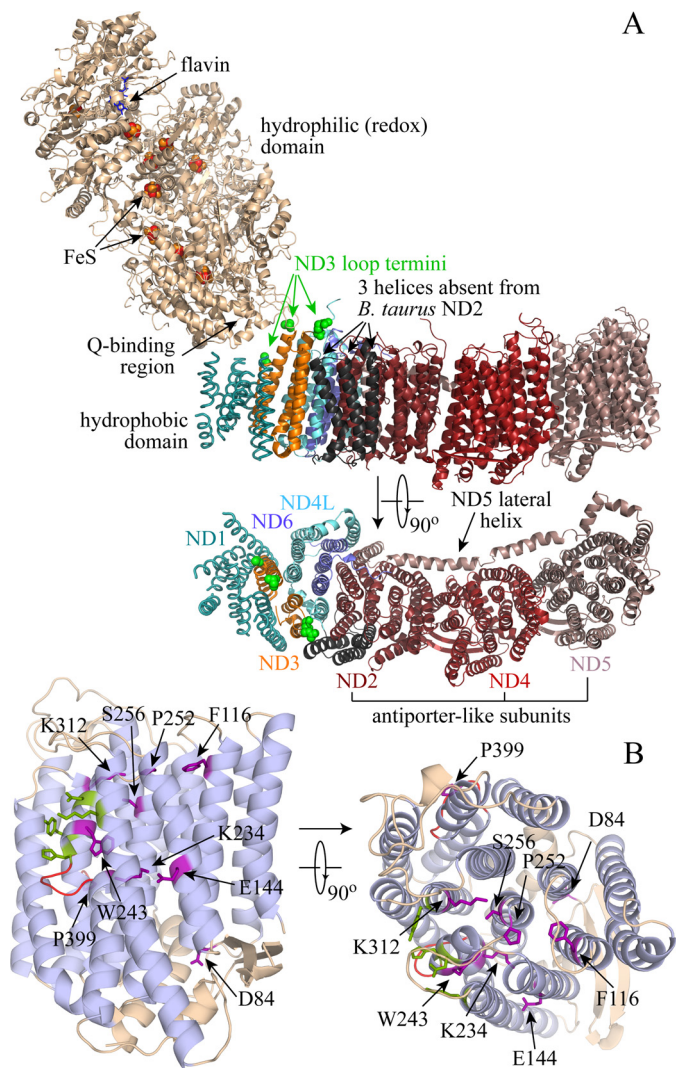 A
flavin
hydrophilic (redox)
domain
FeS
ND3 loop termini
3 helices absent from
B. taurus ND2
Q-binding
region
hydrophobic
domain
90°
ND5 lateral
helix
ND4L
ND6
ND1
ND3
ND2
ND4
ND5
antiporter-like subunits
B
K312
S256
P252
F116
K234
E144
W243
P399
D84
90°
P399
D84
S256
P252
K312
W243
K234
F116
E144